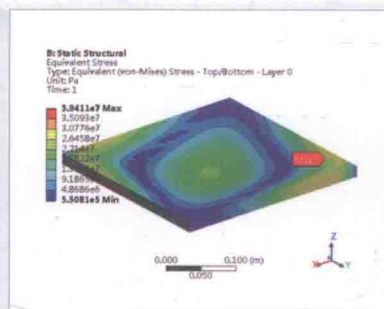 B: Static Structural
Equivalent Stress
Type: Equivalent (von-Mises) Stress - Top/Bottom - Layer 0
Unit: Pa
Time: 1
3.9411e7 Max
3.5093e7
3.0776e7
2.6458e7
4.8686e6
5.5081e5 Min
Max
0.000
0.100 (m)
0.050
Z
X
Y